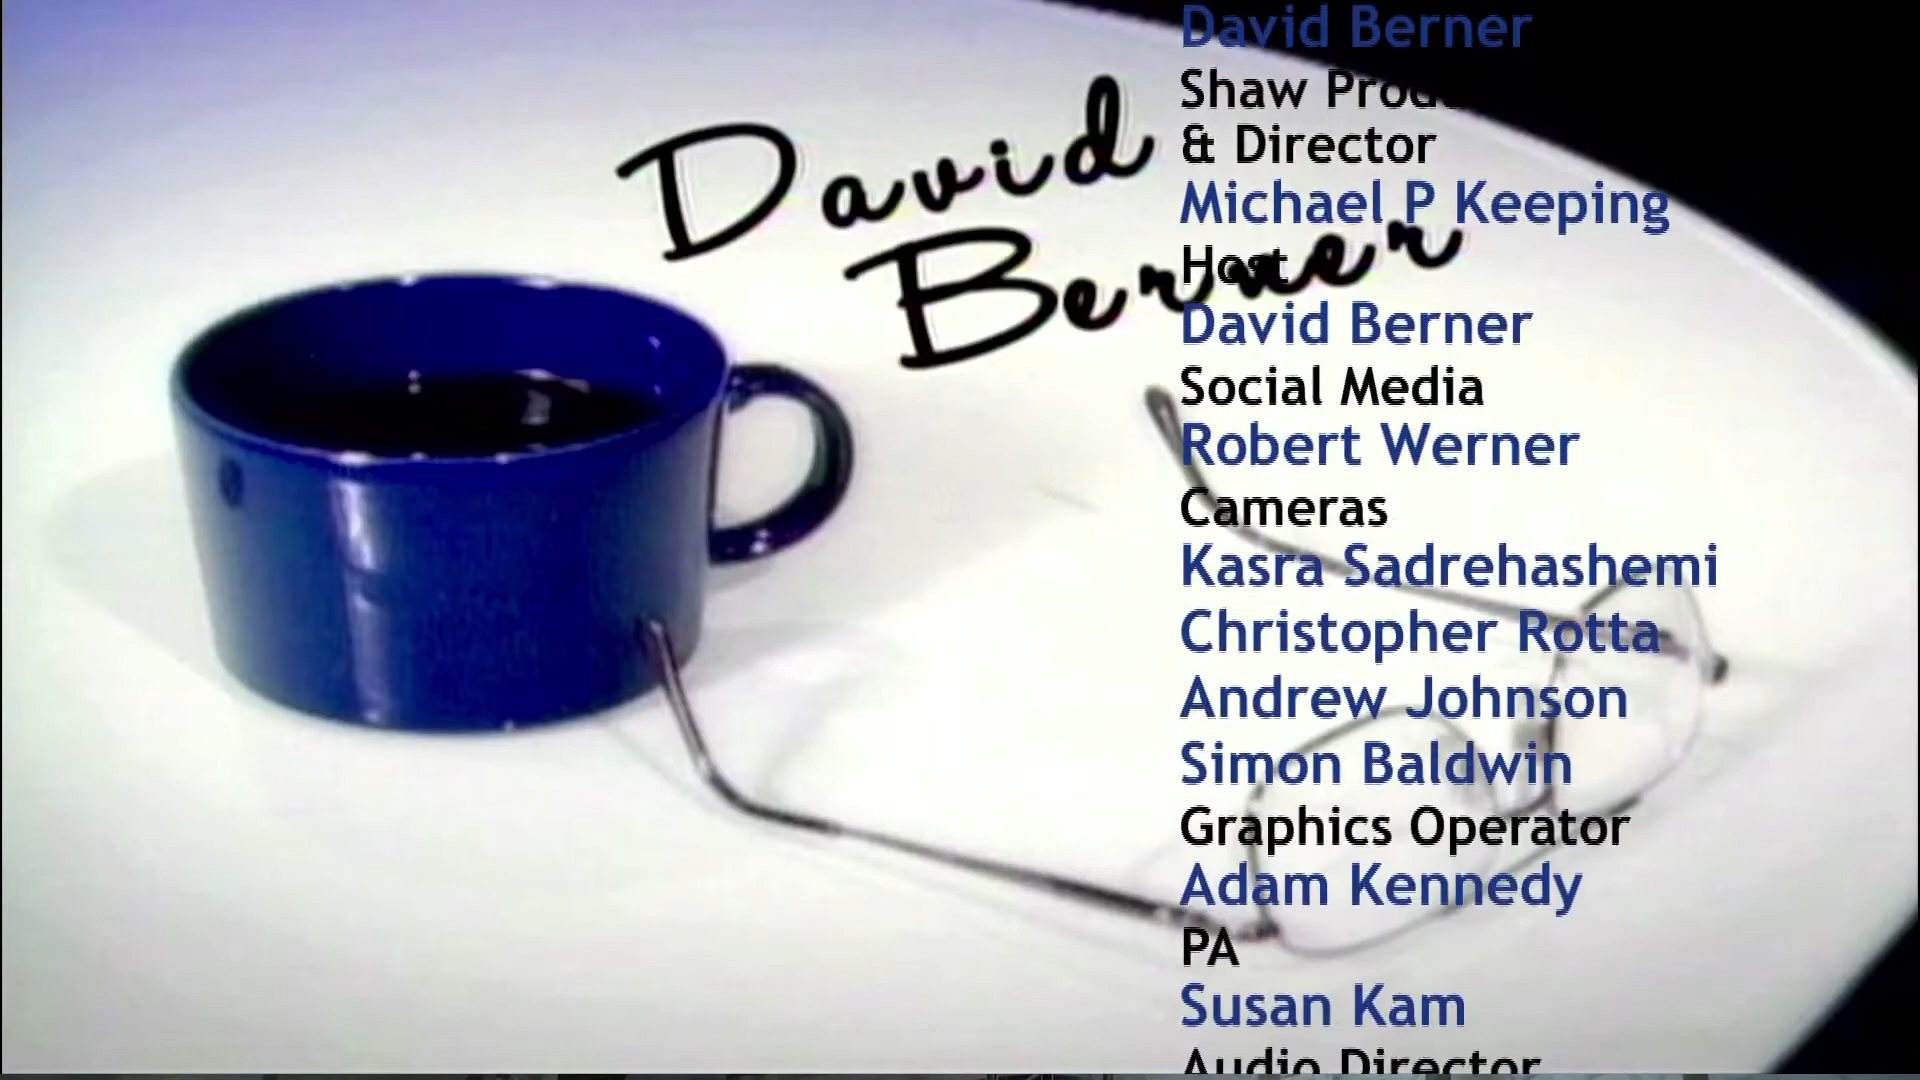 David
Berner
David Berner
Shaw
& Director
Michael P Keeping
Host
David Berner
Social Media
Robert Werner
Cameras
Kasra Sadrehashemi
Christopher Rotta
Andrew Johnson
Simon Baldwin
Graphics Operator
Adam Kennedy
PA
Susan Kam
Audio Director